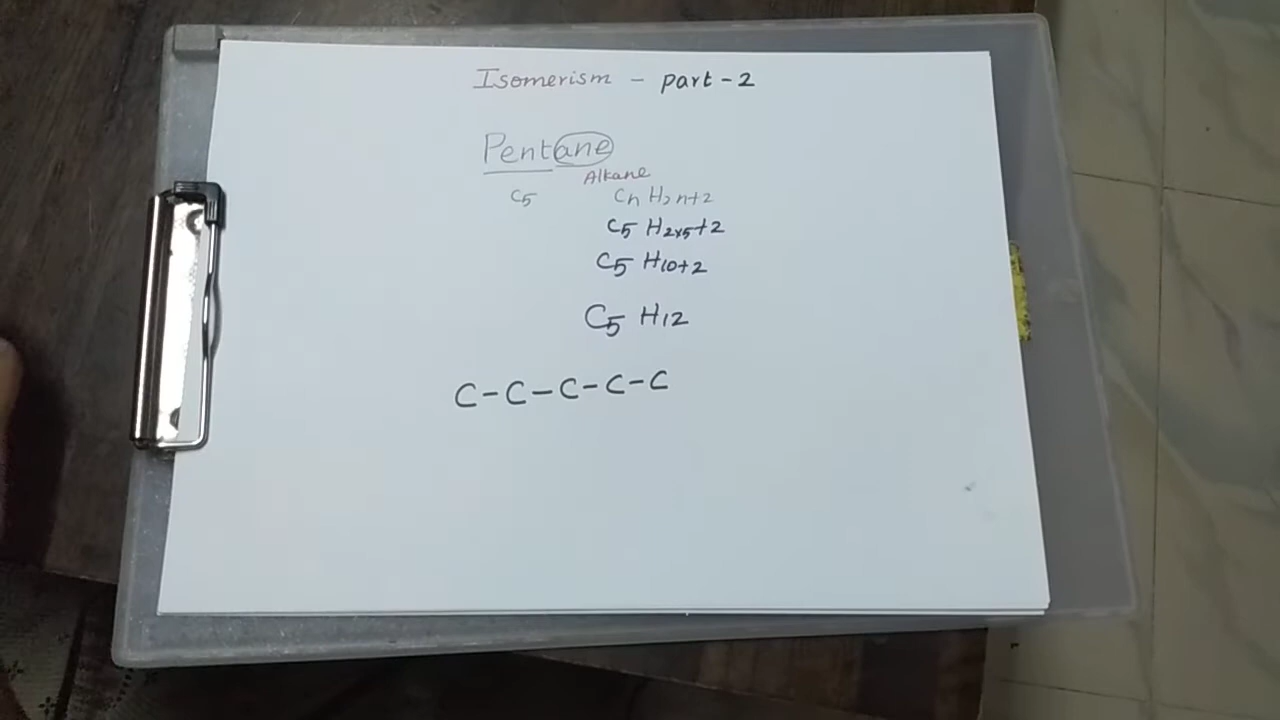 Isomerism - part-2
Pentane
Alkane
C5 CnH2n+2
C5 H2x5+2
C5 H10+2
C5 H12
C-C-C-C-C